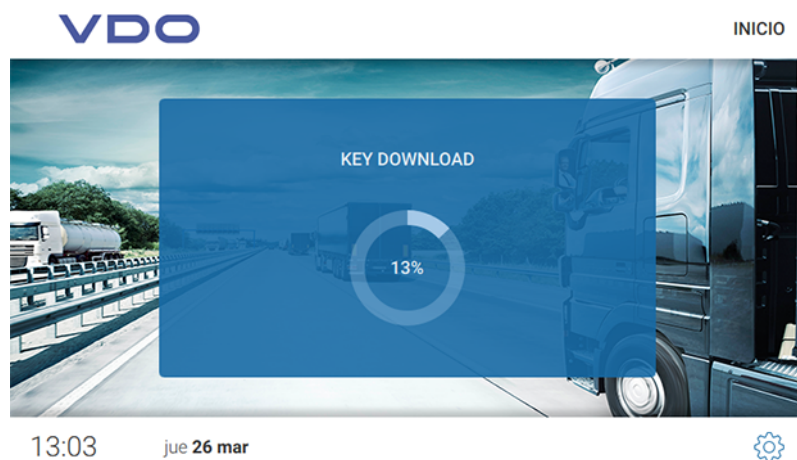 VDO
INICIO
KEY DOWNLOAD
13%
13:03 jue 26 mar